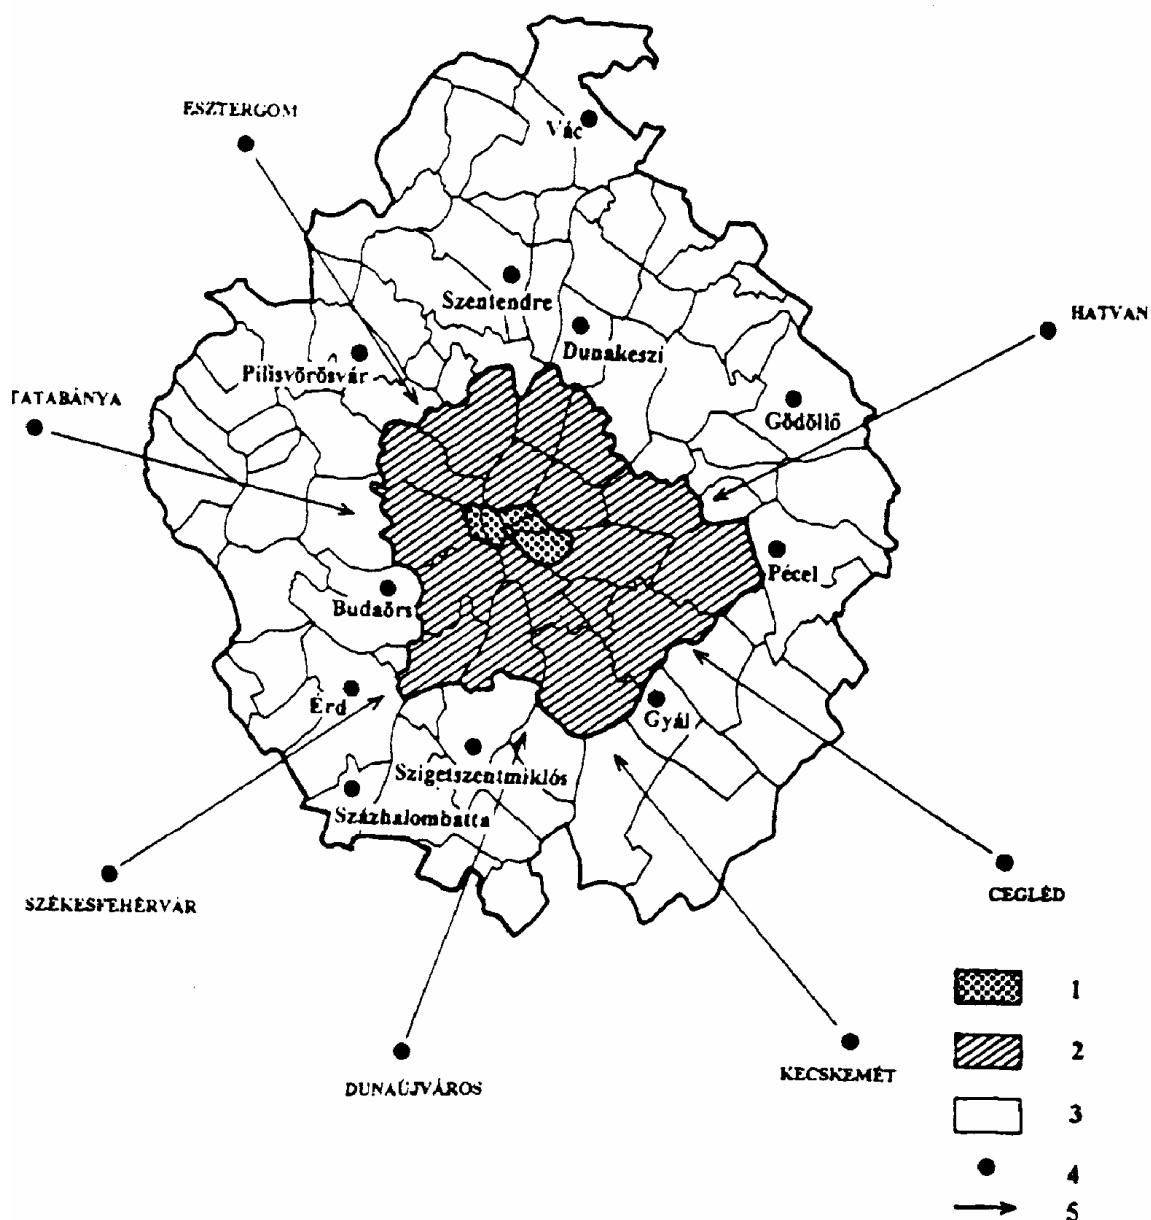 ESZTERGOM
Vác
Szentendre
HATVAN
Dunakeszi
Pilisvörösvár
TATABÁNYA
Gödöllő
Pécel
Budaörs
Érd
Gyál
Szigetszentmiklós
Százhalombatta
CEGLÉD
SZÉKESFEHÉRVÁR
KECSKEMÉT
DUNAÚJVÁROS
1
2
3
4
5